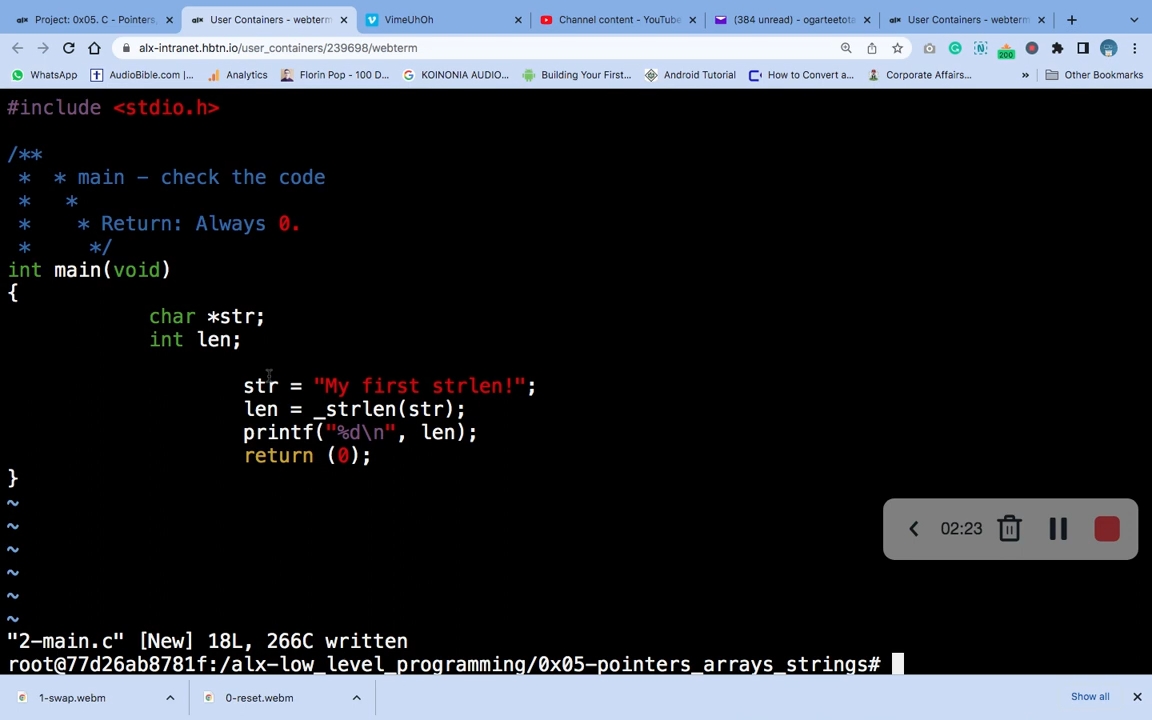 Project: 0x05. C - Pointers,
User Containers - webterm
VimeUhOh
Channel content - YouTube
(384 unread) - ogarteetota
User Containers - webterm
alx-intranet.hbtn.io/user_containers/239698/webterm
200
WhatsApp
AudioBible.com |...
Analytics
Florin Pop - 100 D...
KOINONIA AUDIO...
Building Your First...
Android Tutorial
How to Convert a...
Corporate Affairs...
»
Other Bookmarks
#include <stdio.h>
/**
* * main - check the code
* *
* * Return: Always 0.
* */
int main(void)
{
char *str;
int len;
str = "My first strlen!";
len = _strlen(str);
printf("%d\n", len);
return (0);
}
~
~
~
~
~
~
02:23
"2-main.c" [New] 18L, 266C written
root@77d26ab8781f:/alx-low_level_programming/0x05-pointers_arrays_strings#
1-swap.webm
0-reset.webm
Show all